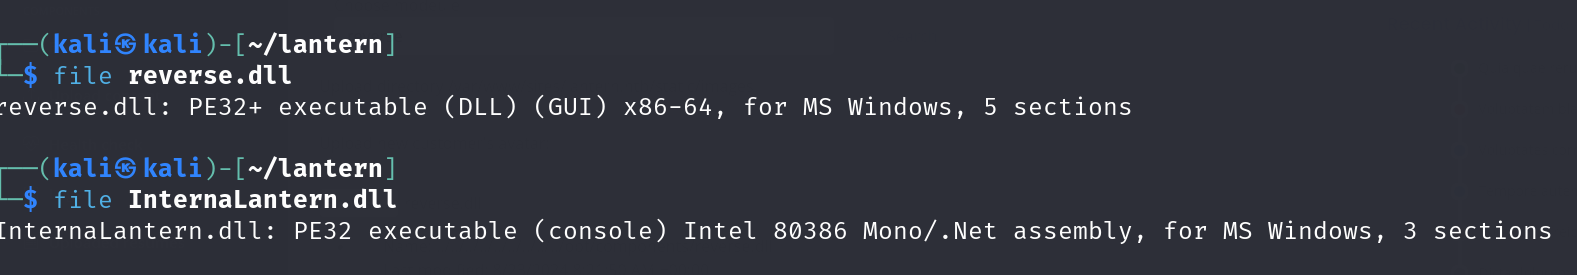 ┌──(kali㉿kali)-[~/lantern]
└─$ file reverse.dll
reverse.dll: PE32+ executable (DLL) (GUI) x86-64, for MS Windows, 5 sections
┌──(kali㉿kali)-[~/lantern]
└─$ file InternaLantern.dll
InternaLantern.dll: PE32 executable (console) Intel 80386 Mono/.Net assembly, for MS Windows, 3 sections